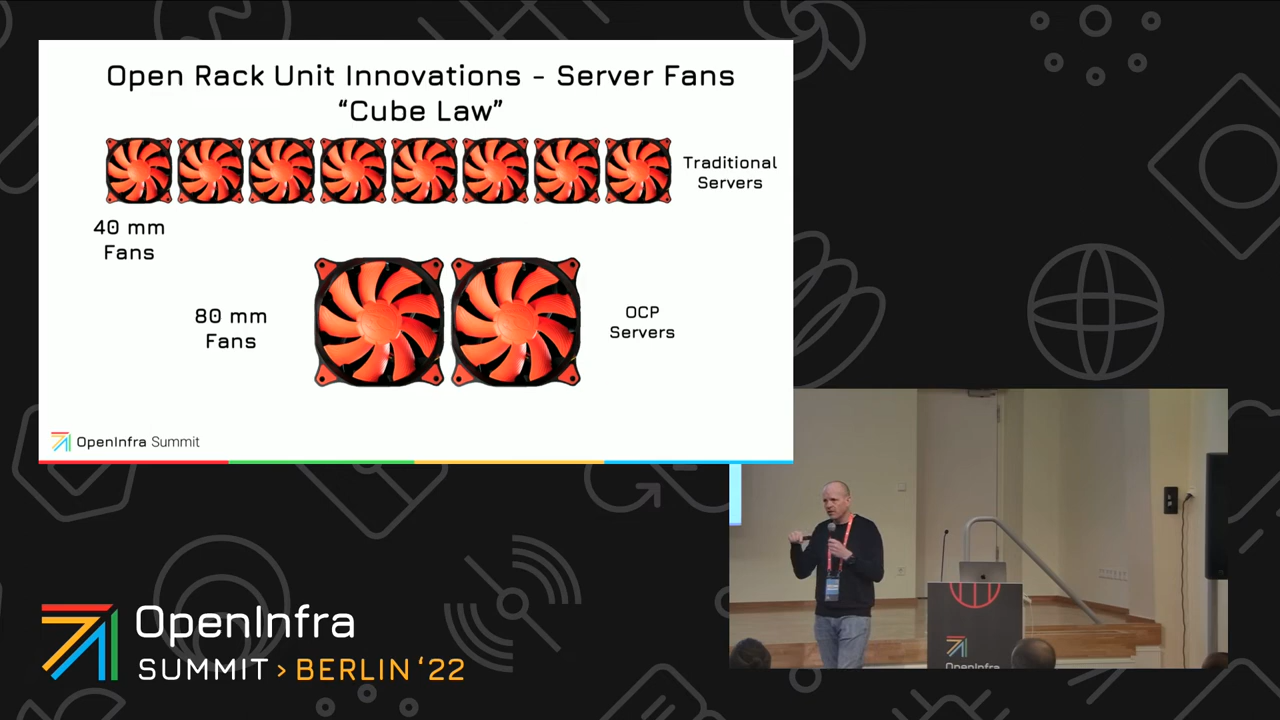 Open Rack Unit Innovations - Server Fans
“Cube Law”
Traditional
Servers
40 mm
Fans
80 mm
Fans
OCP
Servers
OpenInfra Summit
OpenInfra
SUMMIT > BERLIN ‘22
OpenInfra